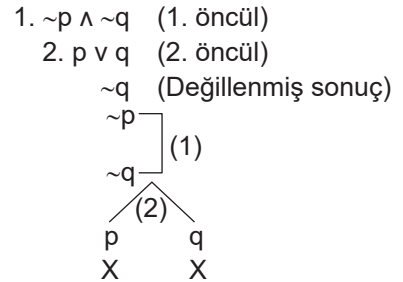 1. ~p ∧ ~q (1. öncül)
2. p v q (2. öncül)
~q (Değillenmiş sonuç)
~p
(1)
~q
(2)
p q
X X